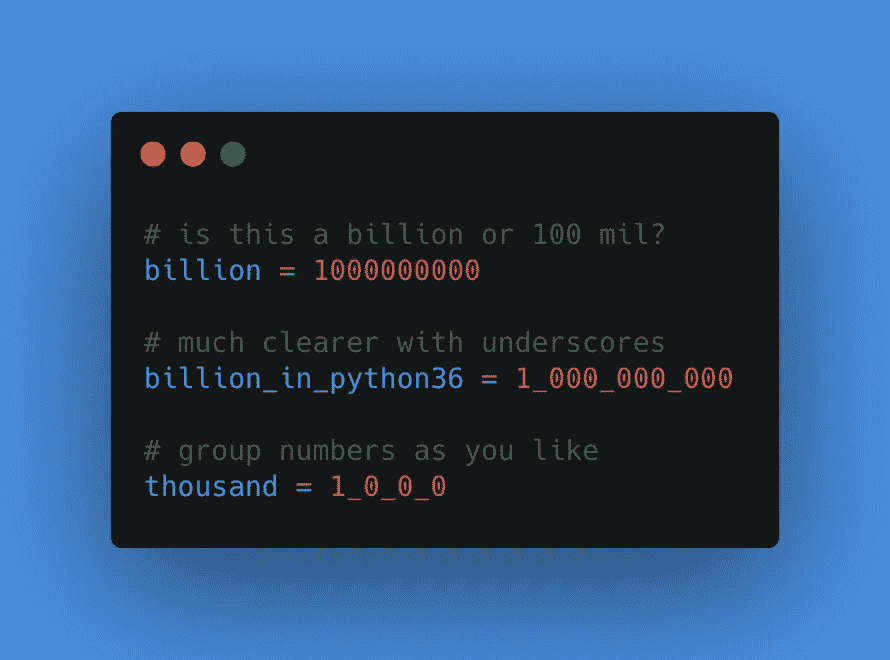 # is this a billion or 100 mil?
billion = 1000000000
# much clearer with underscores
billion_in_python36 = 1_000_000_000
# group numbers as you like
thousand = 1_0_0_0